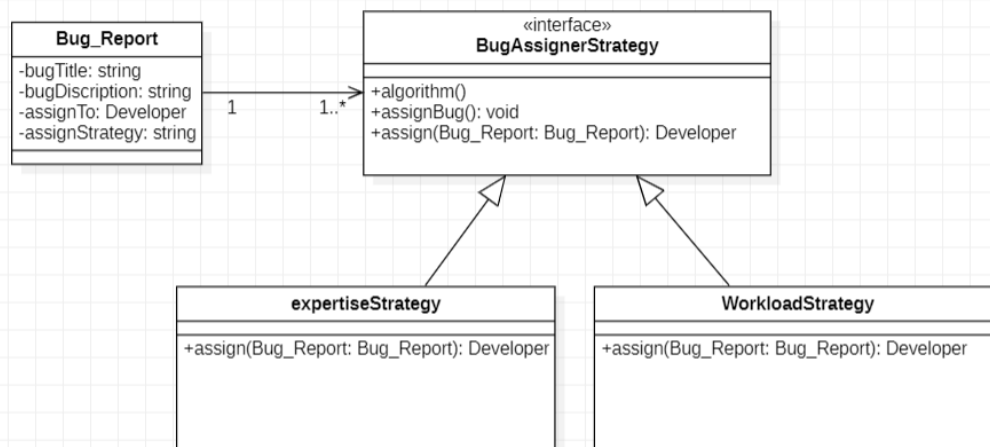 Bug_Report
-bugTitle: string
-bugDiscription: string
-assignTo: Developer
-assignStrategy: string
1
1..*
«interface»
BugAssignerStrategy
+algorithm()
+assignBug(): void
+assign(Bug_Report: Bug_Report): Developer
expertiseStrategy
+assign(Bug_Report: Bug_Report): Developer
WorkloadStrategy
+assign(Bug_Report: Bug_Report): Developer